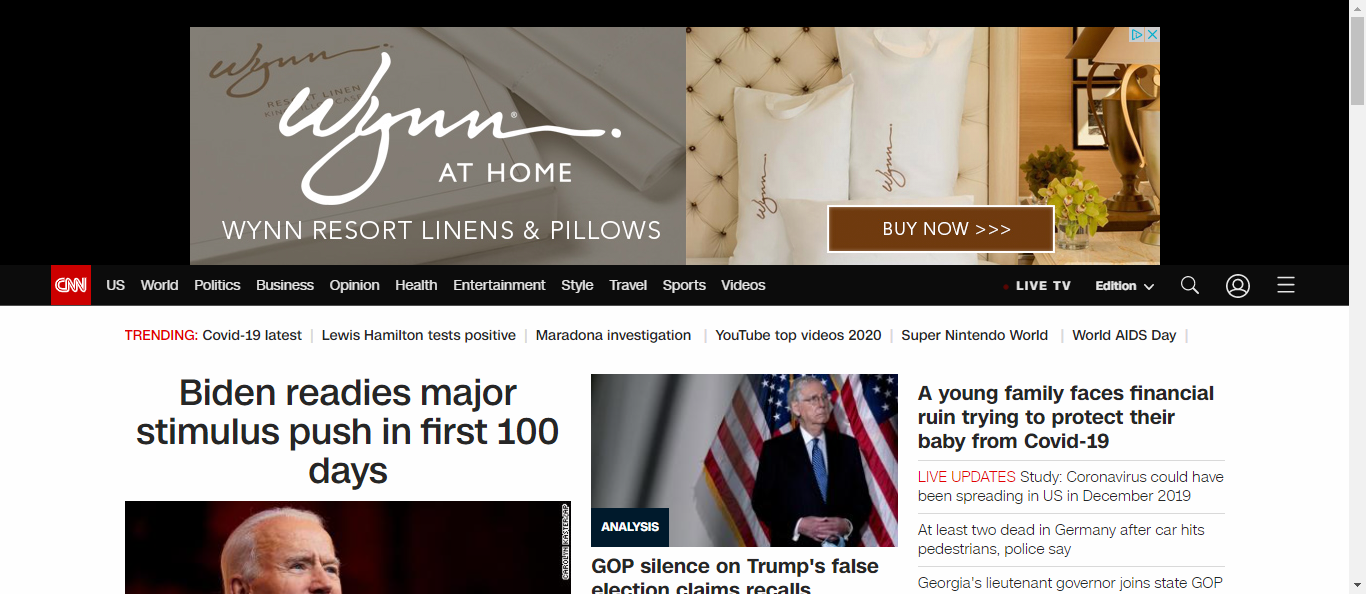 Wynn
RESORT LINEN
Wynn®
AT HOME
WYNN RESORT LINENS & PILLOWS
Wynn
Wynn
BUY NOW >>>
CNN
US World Politics Business Opinion Health Entertainment Style Travel Sports Videos
LIVE TV Edition
TRENDING: Covid-19 latest | Lewis Hamilton tests positive | Maradona investigation | YouTube top videos 2020 | Super Nintendo World | World AIDS Day |
Biden readies major
stimulus push in first 100
days
CAROLYN KASTER/AP
ANALYSIS
GOP silence on Trump's false
election claims recalls
A young family faces financial
ruin trying to protect their
baby from Covid-19
LIVE UPDATES Study: Coronavirus could have
been spreading in US in December 2019
At least two dead in Germany after car hits
pedestrians, police say
Georgia's lieutenant governor joins state GOP